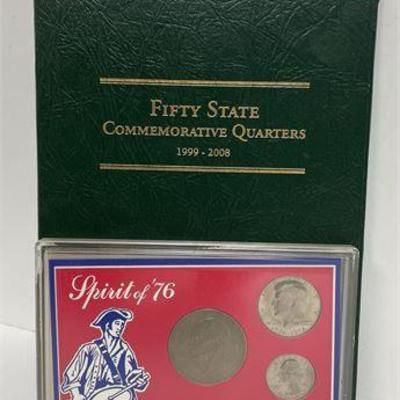 FIFTY STATE
COMMEMORATIVE QUARTERS
1999 - 2008
Spirit of '76